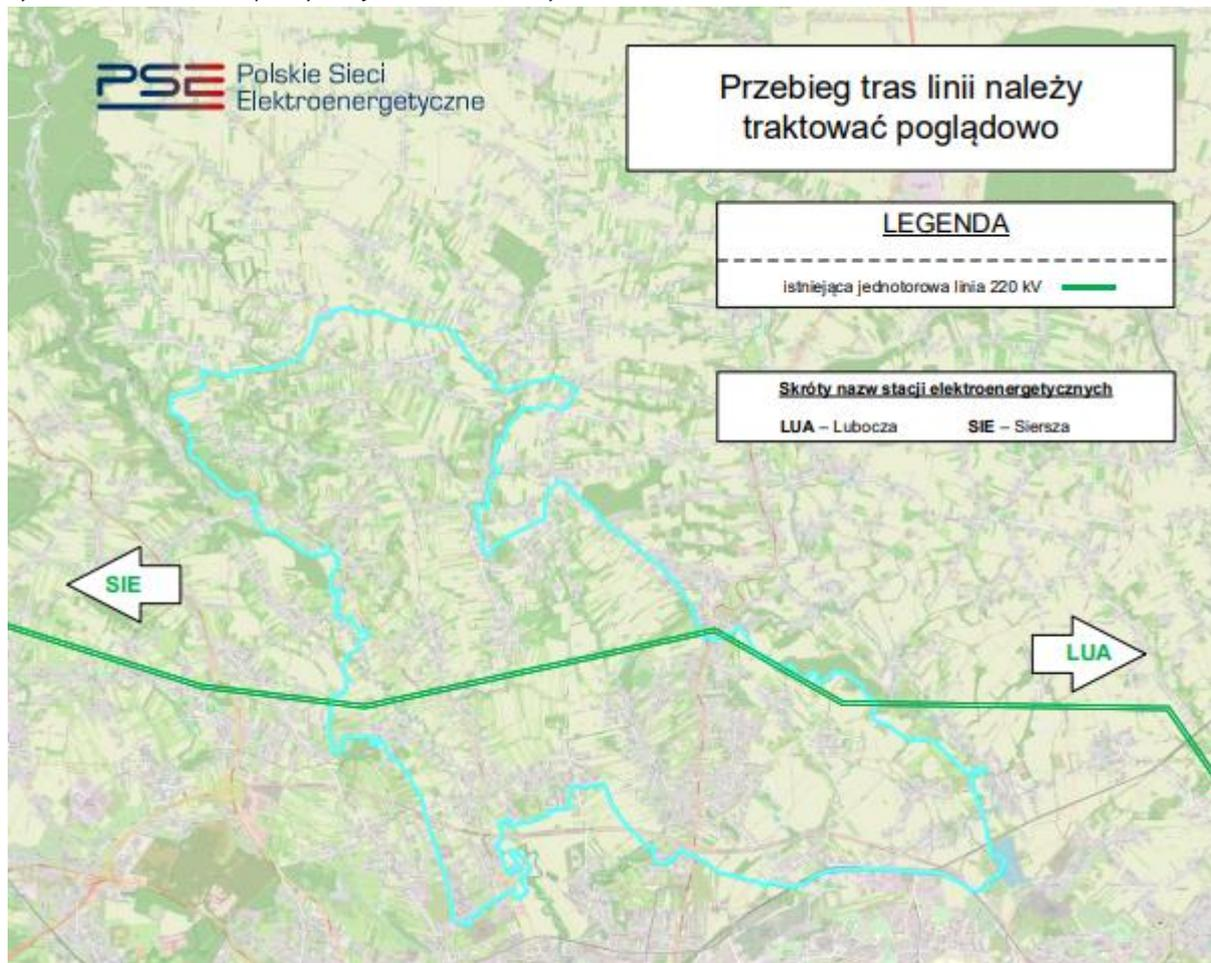 PSE Polskie Sieci
Elektroenergetyczne
Przebieg tras linii należy
traktować poglądowo
LEGENDA
istniejąca jednotorowa linia 220 kV
Skróty nazw stacji elektroenergetycznych
LUA – Lubocza SIE – Siersza
SIE
LUA